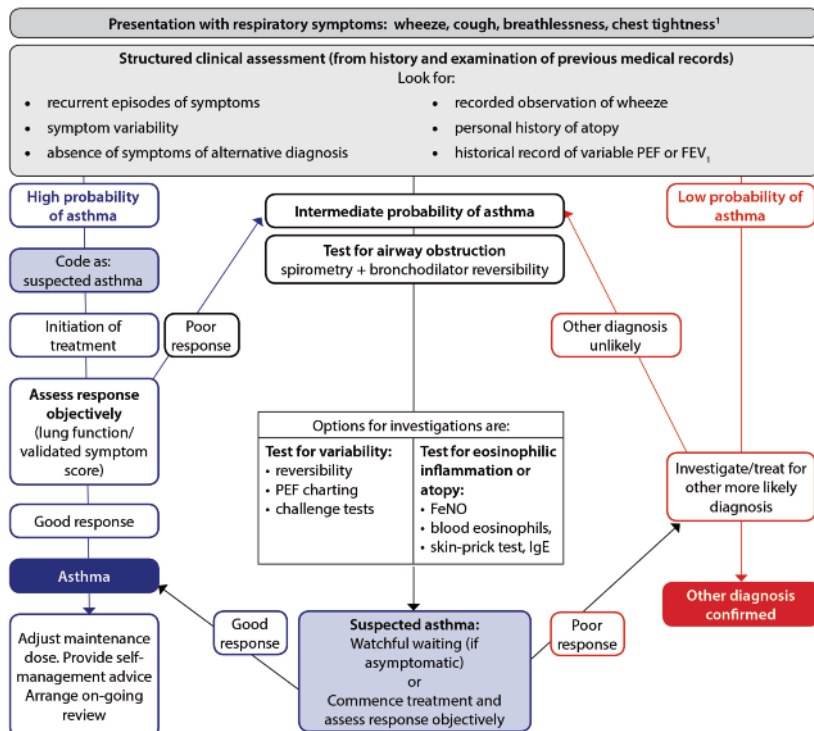 Presentation with respiratory symptoms: wheeze, cough, breathlessness, chest tightness¹
Structured clinical assessment (from history and examination of previous medical records)
Look for:
• recurrent episodes of symptoms
• symptom variability
• absence of symptoms of alternative diagnosis
• recorded observation of wheeze
• personal history of atopy
• historical record of variable PEF or FEV₁
High probability
of asthma
Code as:
suspected asthma
Initiation of
treatment
Assess response
objectively
(lung function/
validated symptom
score)
Good response
Asthma
Adjust maintenance
dose. Provide self-
management advice
Arrange on-going
review
Poor
response
Intermediate probability of asthma
Test for airway obstruction
spirometry + bronchodilator reversibility
Options for investigations are:
Test for variability:
• reversibility
• PEF charting
• challenge tests
Test for eosinophilic
inflammation or
atopy:
• FeNO
• blood eosinophils,
• skin-prick test, IgE
Good
response
Suspected asthma:
Watchful waiting (if
asymptomatic)
or
Commence treatment and
assess response objectively
Poor
response
Low probability of
asthma
Other diagnosis
unlikely
Investigate/treat for
other more likely
diagnosis
Other diagnosis
confirmed